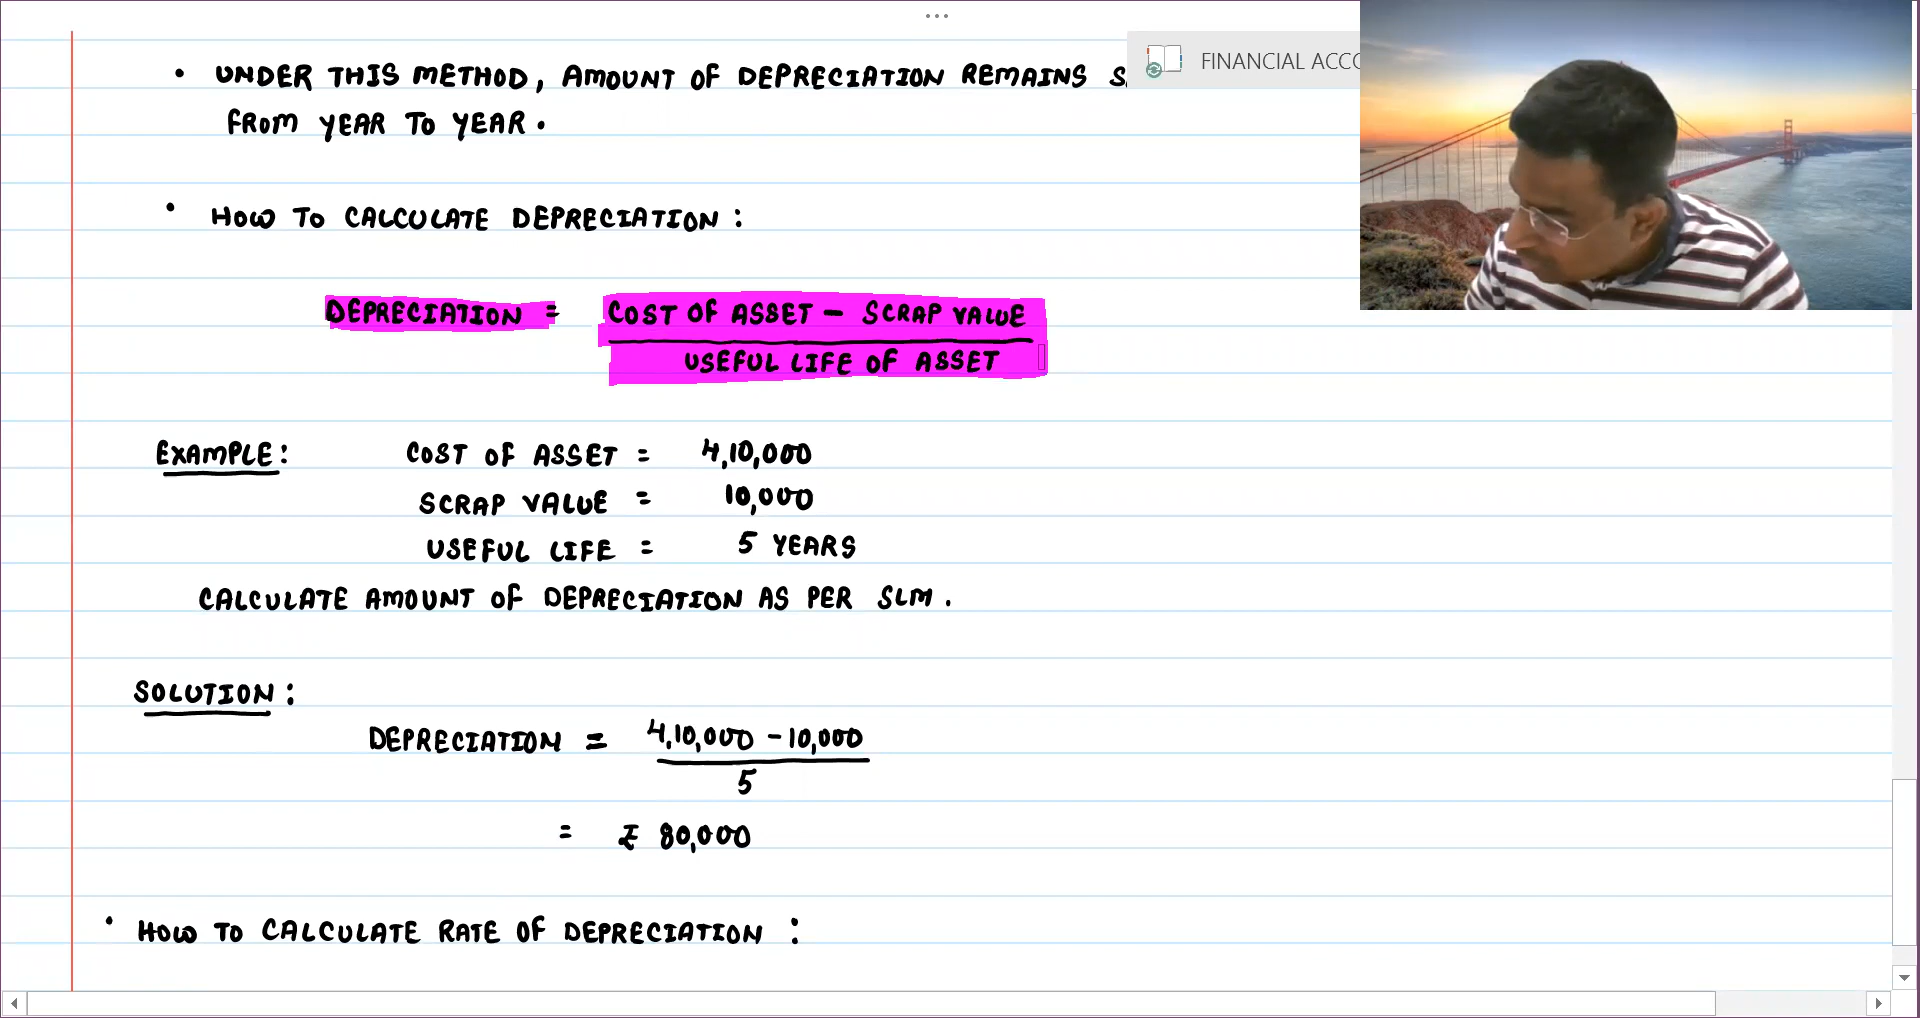 • UNDER THIS METHOD, AMOUNT OF DEPRECIATION REMAINS
FROM YEAR TO YEAR.
FINANCIAL ACCO
• HOW TO CALCULATE DEPRECIATION:
DEPRECIATION = COST OF ASSET - SCRAP VALUE
USEFUL LIFE OF ASSET
EXAMPLE: COST OF ASSET = 4,10,000
SCRAP VALUE = 10,000
USEFUL LIFE = 5 YEARS
CALCULATE AMOUNT OF DEPRECIATION AS PER SLM.
SOLUTION:
DEPRECIATION = 4,10,000 - 10,000
5
= ₹ 80,000
• HOW TO CALCULATE RATE OF DEPRECIATION :